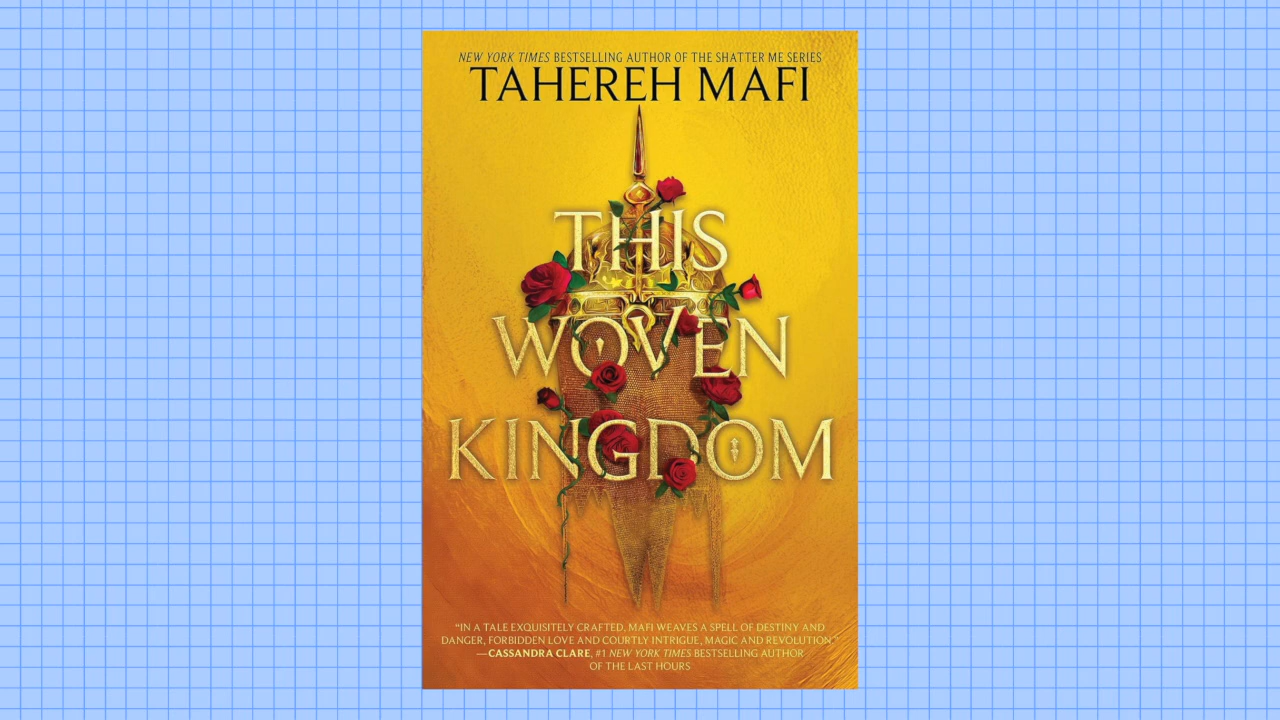 NEW YORK TIMES BESTSELLING AUTHOR OF THE SHATTER ME SERIES
TAHEREH MAFI
THIS
WOVEN
KINGDOM
“IN A TALE EXQUISITELY CRAFTED, MAFI WEAVES A SPELL OF DESTINY AND
DANGER, FORBIDDEN LOVE AND COURTLY INTRIGUE, MAGIC AND REVOLUTION.”
—CASSANDRA CLARE, #1 NEW YORK TIMES BESTSELLING AUTHOR
OF THE LAST HOURS